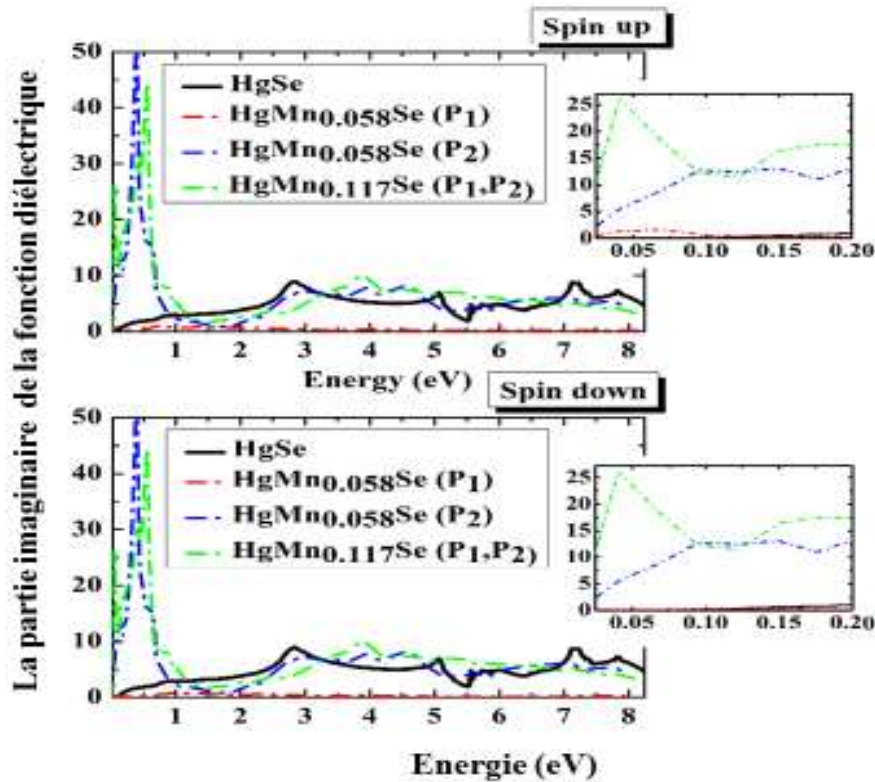 La partie imaginaire de la fonction diélectrique
Spin up
50
40
30
20
10
0
HgSe
HgMn0.058Se (P1)
HgMn0.058Se (P2)
HgMn0.117Se (P1,P2)
25
20
15
10
5
0
0.05 0.10 0.15 0.20
1 2 3 4 5 6 7 8
Energy (eV)
Spin down
50
40
30
20
10
0
HgSe
HgMn0.058Se (P1)
HgMn0.058Se (P2)
HgMn0.117Se (P1,P2)
25
20
15
10
5
0
0.05 0.10 0.15 0.20
1 2 3 4 5 6 7 8
Energie (eV)